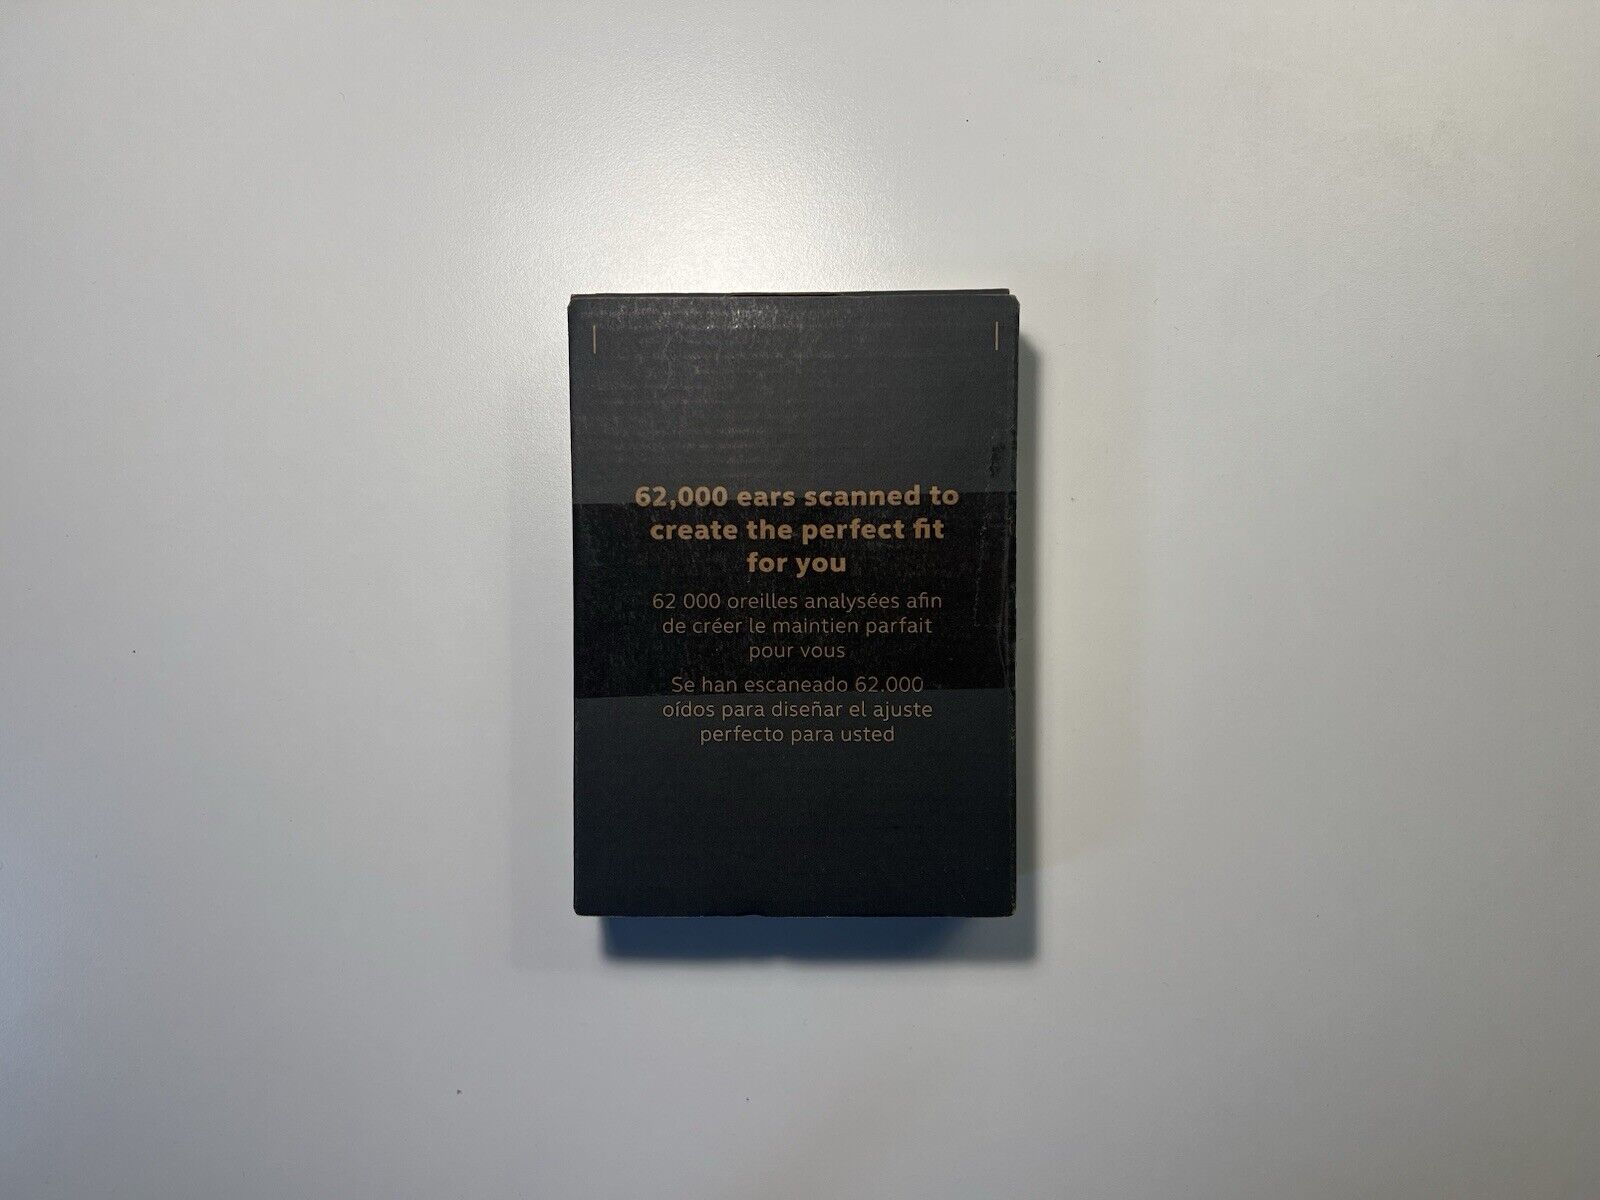 62,000 ears scanned to
create the perfect fit
for you
62 000 oreilles analysées afin
de créer le maintien parfait
pour vous
Se han escaneado 62.000
oídos para diseñar el ajuste
perfecto para usted